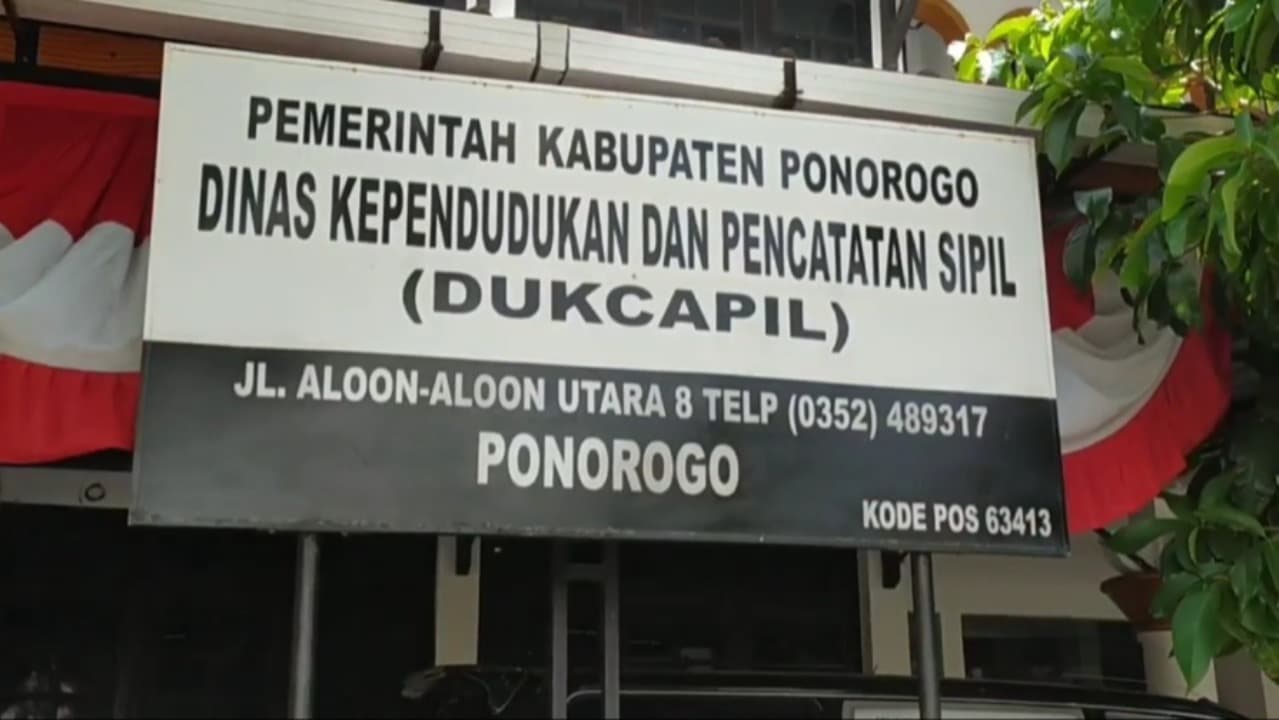 PEMERINTAH KABUPATEN PONOROGO
DINAS KEPENDUDUKAN DAN PENCATATAN SIPIL
(DUKCAPIL)
JL. ALOON-ALOON UTARA 8 TELP (0352) 489317
PONOROGO
KODE POS 63413